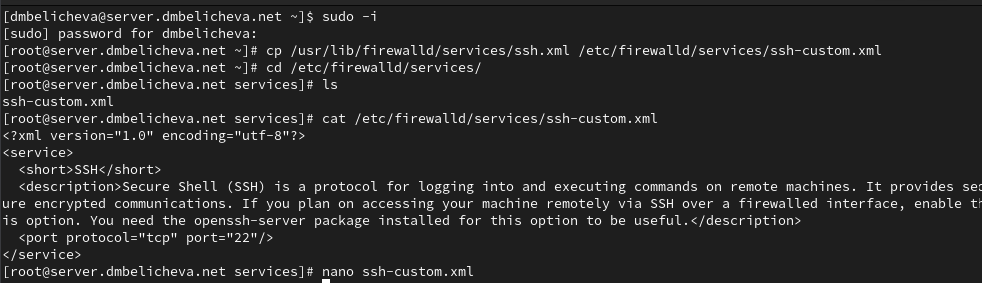 [dmbelicheva@server.dmbelicheva.net ~]$ sudo -i
[sudo] password for dmbelicheva:
[root@server.dmbelicheva.net ~]# cp /usr/lib/firewalld/services/ssh.xml /etc/firewalld/services/ssh-custom.xml
[root@server.dmbelicheva.net ~]# cd /etc/firewalld/services/
[root@server.dmbelicheva.net services]# ls
ssh-custom.xml
[root@server.dmbelicheva.net services]# cat /etc/firewalld/services/ssh-custom.xml
<?xml version="1.0" encoding="utf-8"?>
<service>
  <short>SSH</short>
  <description>Secure Shell (SSH) is a protocol for logging into and executing commands on remote machines. It provides sec
ure encrypted communications. If you plan on accessing your machine remotely via SSH over a firewalled interface, enable th
is option. You need the openssh-server package installed for this option to be useful.</description>
  <port protocol="tcp" port="22"/>
</service>
[root@server.dmbelicheva.net services]# nano ssh-custom.xml